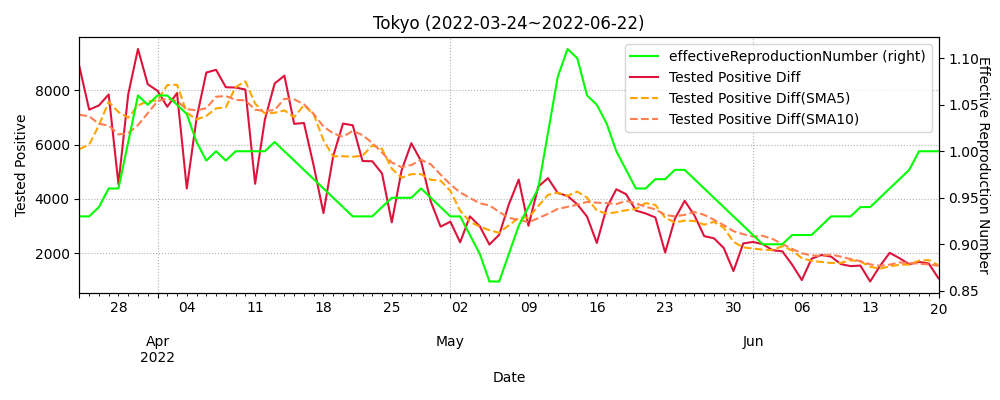 Tokyo (2022-03-24~2022-06-22)
effectiveReproductionNumber (right)
Tested Positive Diff
Tested Positive Diff(SMA5)
Tested Positive Diff(SMA10)
Tested Positive
8000
6000
4000
2000
Effective Reproduction Number
1.10
1.05
1.00
0.95
0.90
0.85
28 04 11 18 25 02 09 16 23 30 06 13 20
Apr May Jun
2022
Date